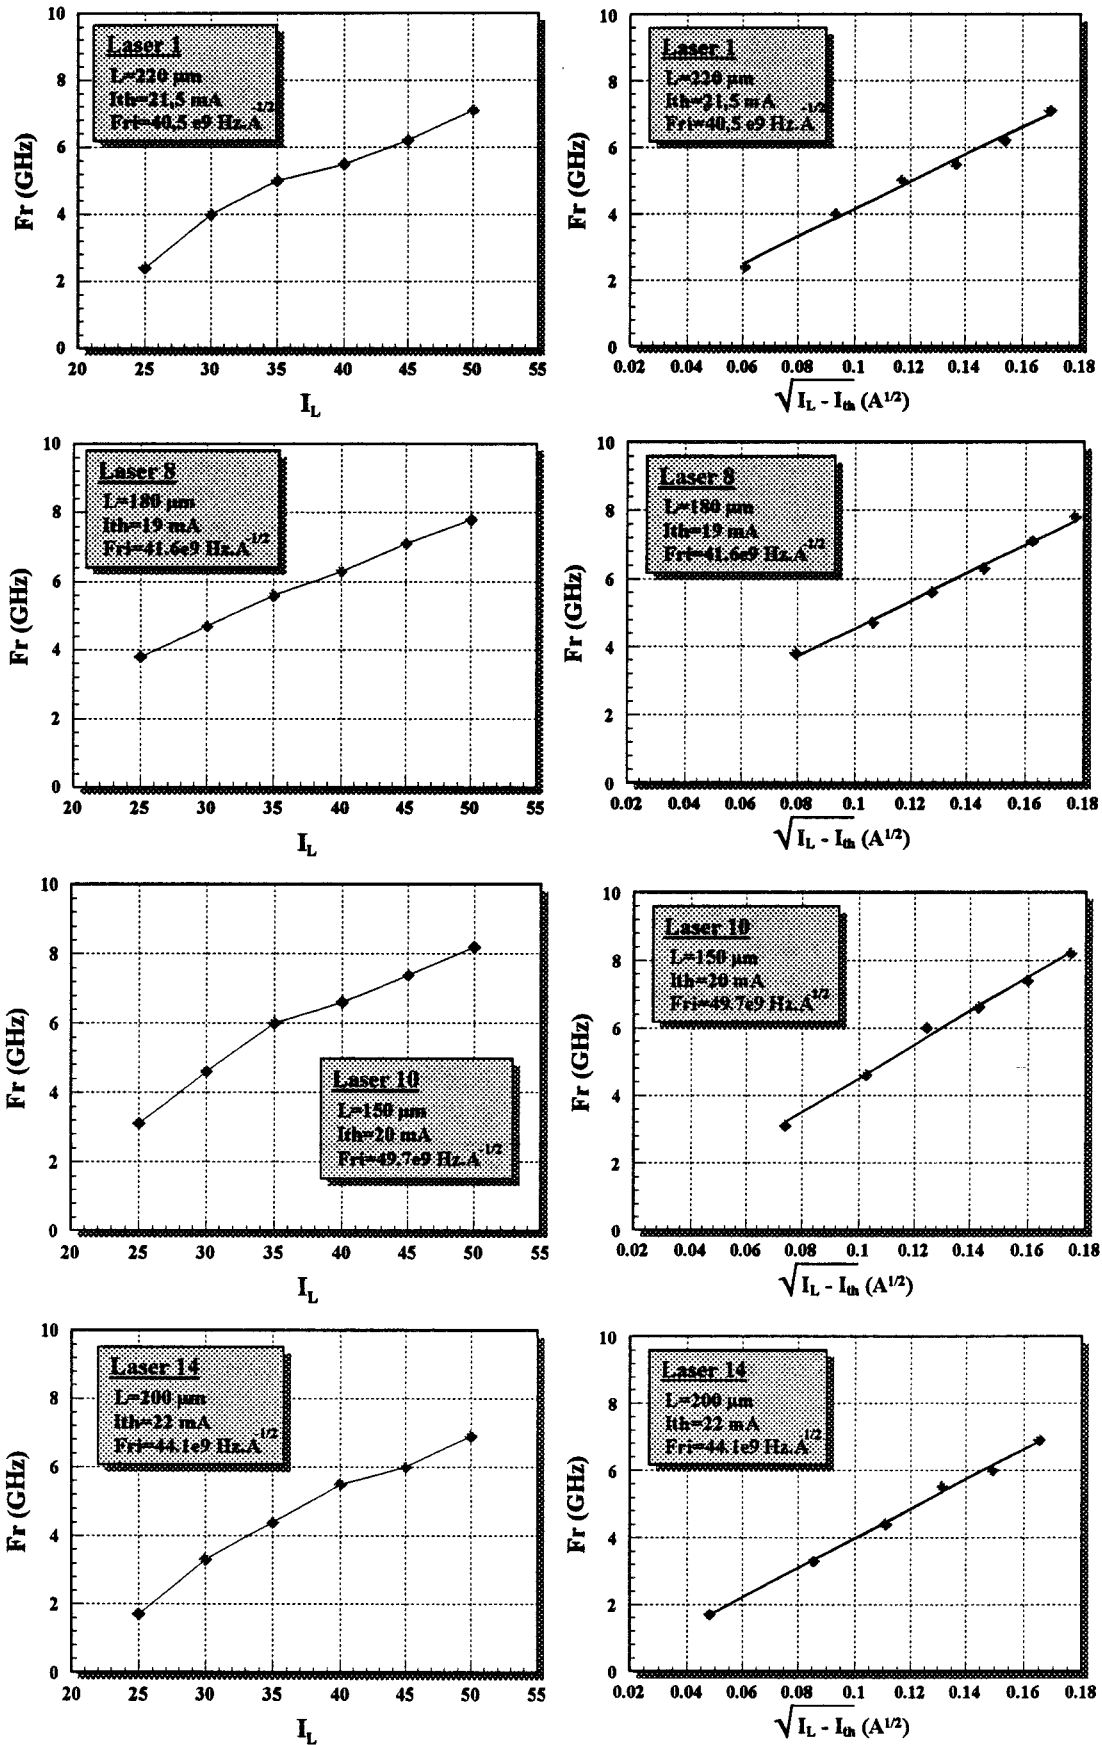 10
8
6
4
2
0
Fr (GHz)
Laser 1
L=220 µm
Ith=21,5 mA
Fri=40,5 e9 Hz.A-1/2
20 25 30 35 40 45 50 55
IL
10
8
6
4
2
0
Fr (GHz)
Laser 1
L=220 µm
Ith=21,5 mA
Fri=40,5 e9 Hz.A-1/2
0.02 0.04 0.06 0.08 0.1 0.12 0.14 0.16 0.18
√IL - Ith (A1/2)
10
8
6
4
2
0
Fr (GHz)
Laser 8
L=180 µm
Ith=19 mA
Fri=41.6e9 Hz.A-1/2
20 25 30 35 40 45 50 55
IL
10
8
6
4
2
0
Fr (GHz)
Laser 8
L=180 µm
Ith=19 mA
Fri=41.6e9 Hz.A1/2
0.02 0.04 0.06 0.08 0.1 0.12 0.14 0.16 0.18
√IL - Ith (A1/2)
10
8
6
4
2
0
Fr (GHz)
Laser 10
L=150 µm
Ith=20 mA
Fri=49.7e9 Hz.A-1/2
20 25 30 35 40 45 50 55
IL
10
8
6
4
2
0
Fr (GHz)
Laser 10
L=150 µm
Ith=20 mA
Fri=49.7e9 Hz.A1/2
0.02 0.04 0.06 0.08 0.1 0.12 0.14 0.16 0.18
√IL - Ith (A1/2)
10
8
6
4
2
0
Fr (GHz)
Laser 14
L=200 µm
Ith=22 mA
Fri=44.1e9 Hz.A1/2
20 25 30 35 40 45 50 55
IL
10
8
6
4
2
0
Fr (GHz)
Laser 14
L=200 µm
Ith=22 mA
Fri=44.1e9 Hz.A1/2
0.02 0.04 0.06 0.08 0.1 0.12 0.14 0.16 0.18
√IL - Ith (A1/2)